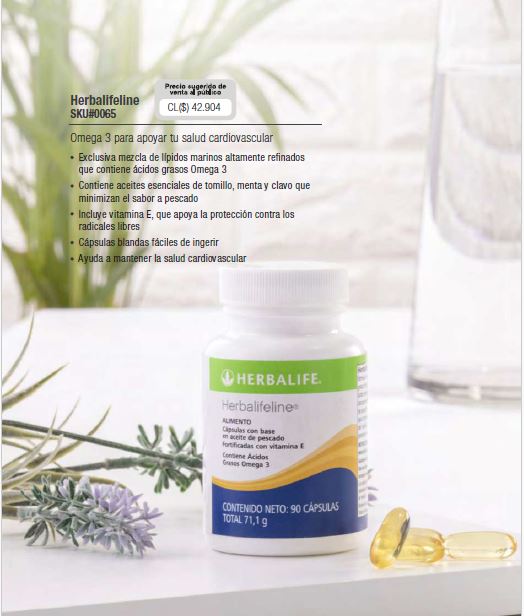 Herbalifeline
SKU#0065
Precio sugerido de
venta al público
CL($) 42.904
Omega 3 para apoyar tu salud cardiovascular
• Exclusiva mezcla de lípidos marinos altamente refinados
que contiene ácidos grasos Omega 3
• Contiene aceites esenciales de tomillo, menta y clavo que
minimizan el sabor a pescado
• Incluye vitamina E, que apoya la protección contra los
radicales libres
• Cápsulas blandas fáciles de ingerir
• Ayuda a mantener la salud cardiovascular
HERBALIFE®
Herbalifeline®
ALIMENTO
Cápsulas con base
en aceite de pescado
Fortificadas con vitamina E
Contiene Ácidos
Grasos Omega 3
CONTENIDO NETO: 90 CÁPSULAS
TOTAL 71,1 g